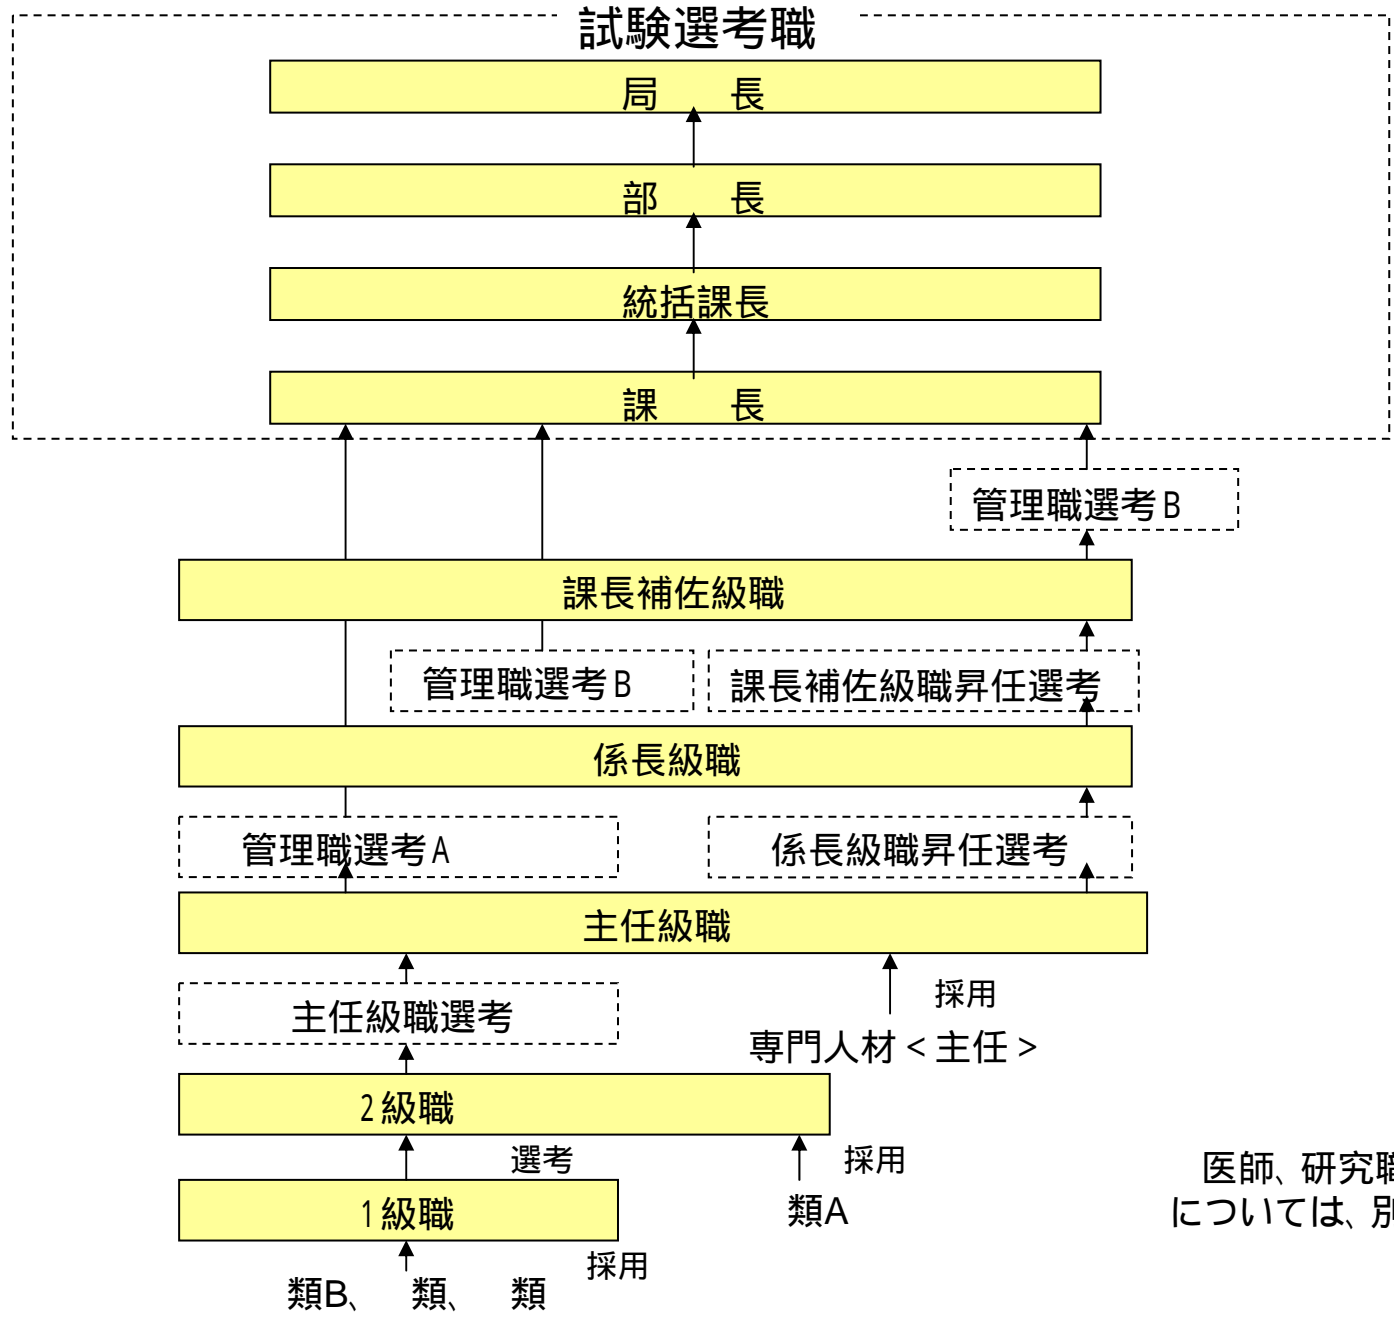 試験選考職
局　　長
部　　長
統括課長
課　　長
管理職選考B
課長補佐級職
管理職選考B
課長補佐級職昇任選考
係長級職
管理職選考A
係長級職昇任選考
主任級職
採用
主任級職選考
専門人材＜主任＞
2級職
選考
採用
類A
1級職
採用
類B、　類、　類
医師、研究職
については、別